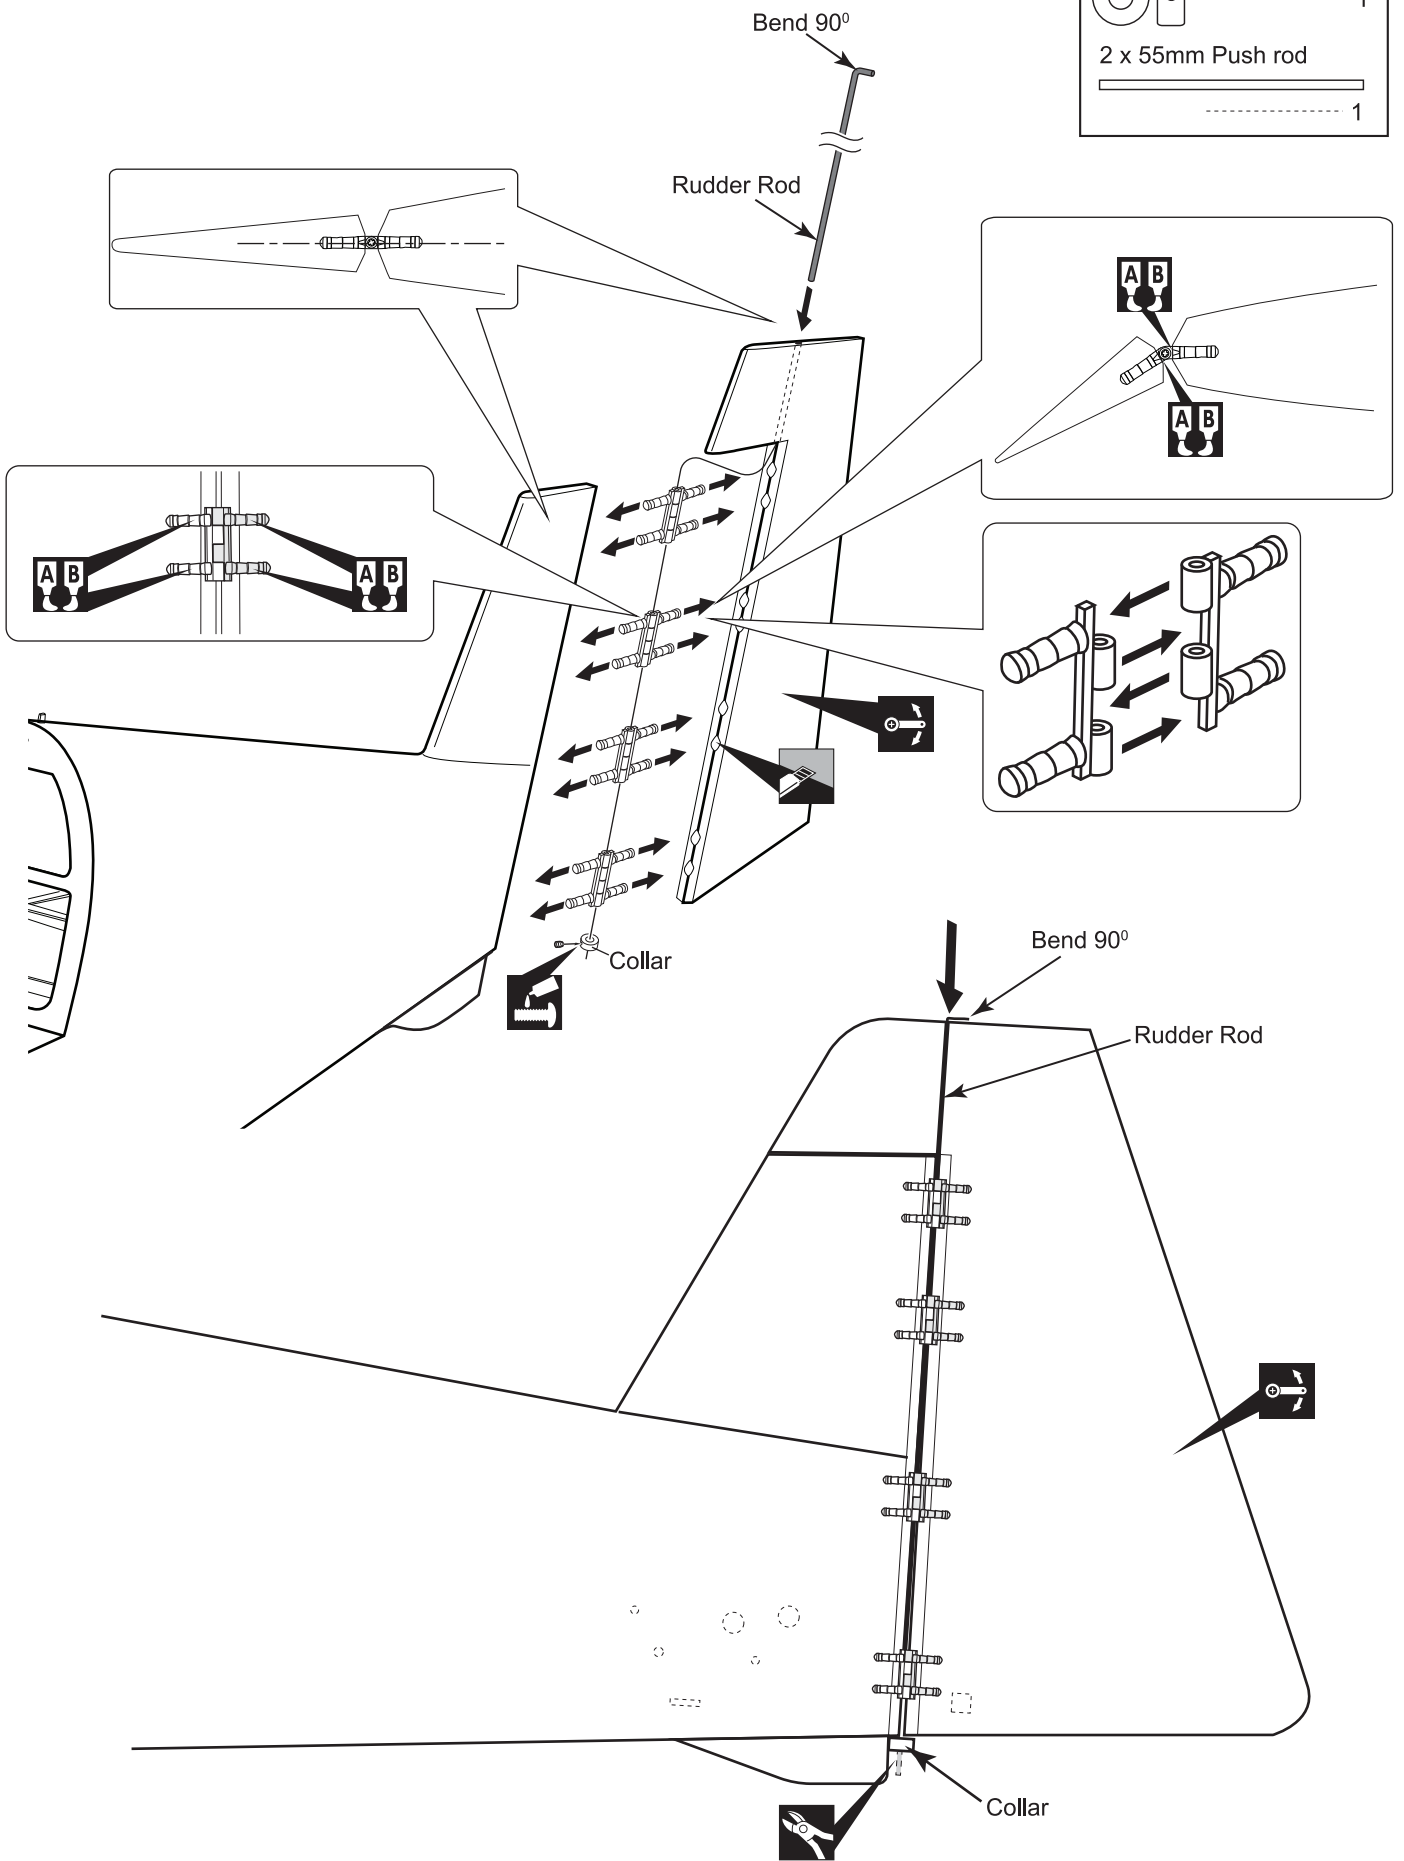 Bend 90⁰
1
2 x 55mm Push rod
1
Rudder Rod
A B
A B
A B
A B
Collar
Bend 90⁰
Rudder Rod
Collar